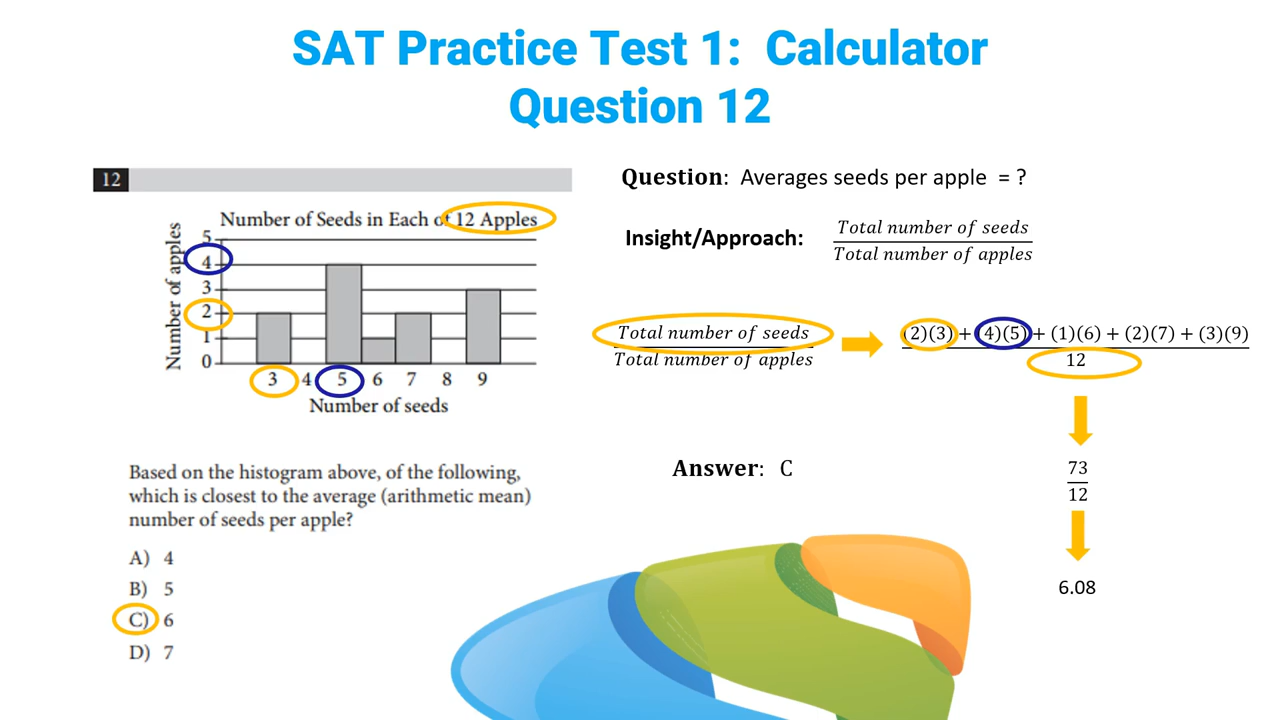 SAT Practice Test 1: Calculator
Question 12
12
Number of Seeds in Each of 12 Apples
Number of apples
5
4
3
2
1
0
3 4 5 6 7 8 9
Number of seeds
Based on the histogram above, of the following,
which is closest to the average (arithmetic mean)
number of seeds per apple?
A) 4
B) 5
C) 6
D) 7
Question: Averages seeds per apple = ?
Insight/Approach:
Total number of seeds
Total number of apples
Total number of seeds
Total number of apples
(2)(3) + (4)(5) + (1)(6) + (2)(7) + (3)(9)
12
73
12
6.08
Answer: C